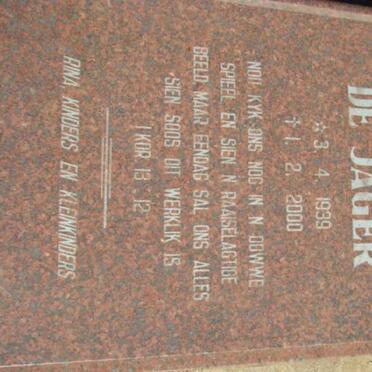 DE JAGER
☆ 3. 4. 1939
✝ 1. 2. 2000
NOU KYK ONS NOG IN 'N DOWWE
SPIEËL EN SIEN 'N RAAISELAGTIGE
BEELD, MAAR EENDAG SAL ONS ALLES
SIEN SOOS DIT WERKLIK IS
1 KOR 13 : 12
RINA, KINDERS EN KLEINKINDERS